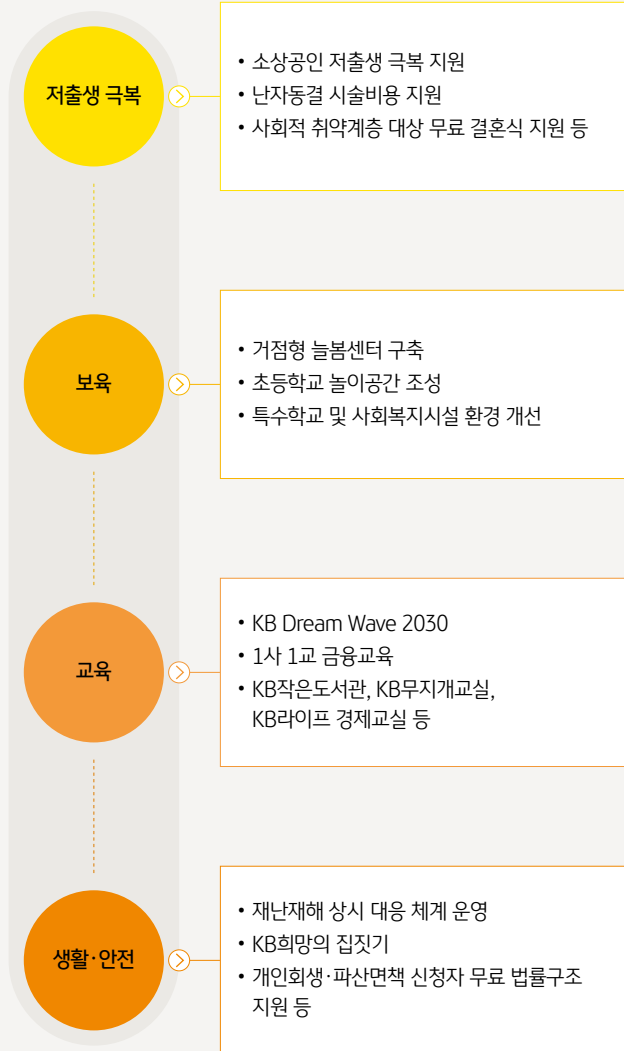 저출생 극복
• 소상공인 저출생 극복 지원
• 난자동결 시술비용 지원
• 사회적 취약계층 대상 무료 결혼식 지원 등
보육
• 거점형 늘봄센터 구축
• 초등학교 놀이공간 조성
• 특수학교 및 사회복지시설 환경 개선
교육
• KB Dream Wave 2030
• 1사 1교 금융교육
• KB작은도서관, KB무지개교실,
KB라이프 경제교실 등
생활·안전
• 재난재해 상시 대응 체계 운영
• KB희망의 집짓기
• 개인회생·파산면책 신청자 무료 법률구조
지원 등